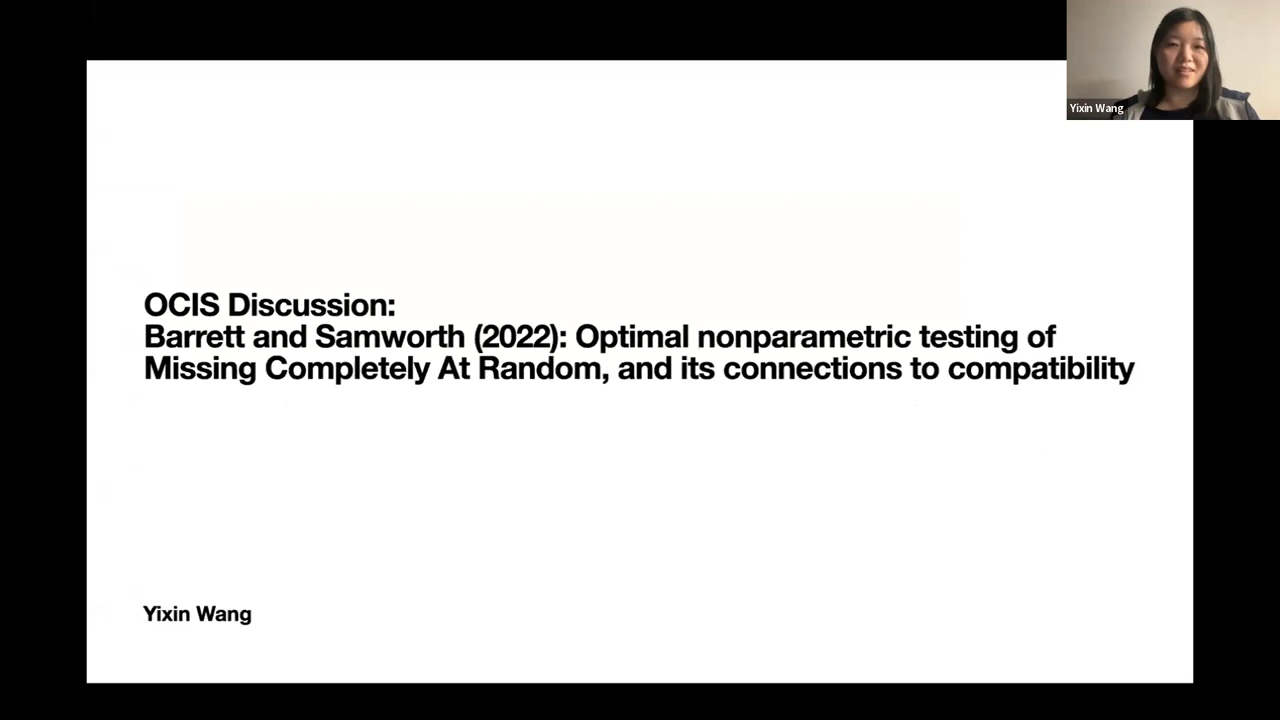 Yixin Wang
OCIS Discussion:
Barrett and Samworth (2022): Optimal nonparametric testing of
Missing Completely At Random, and its connections to compatibility
Yixin Wang